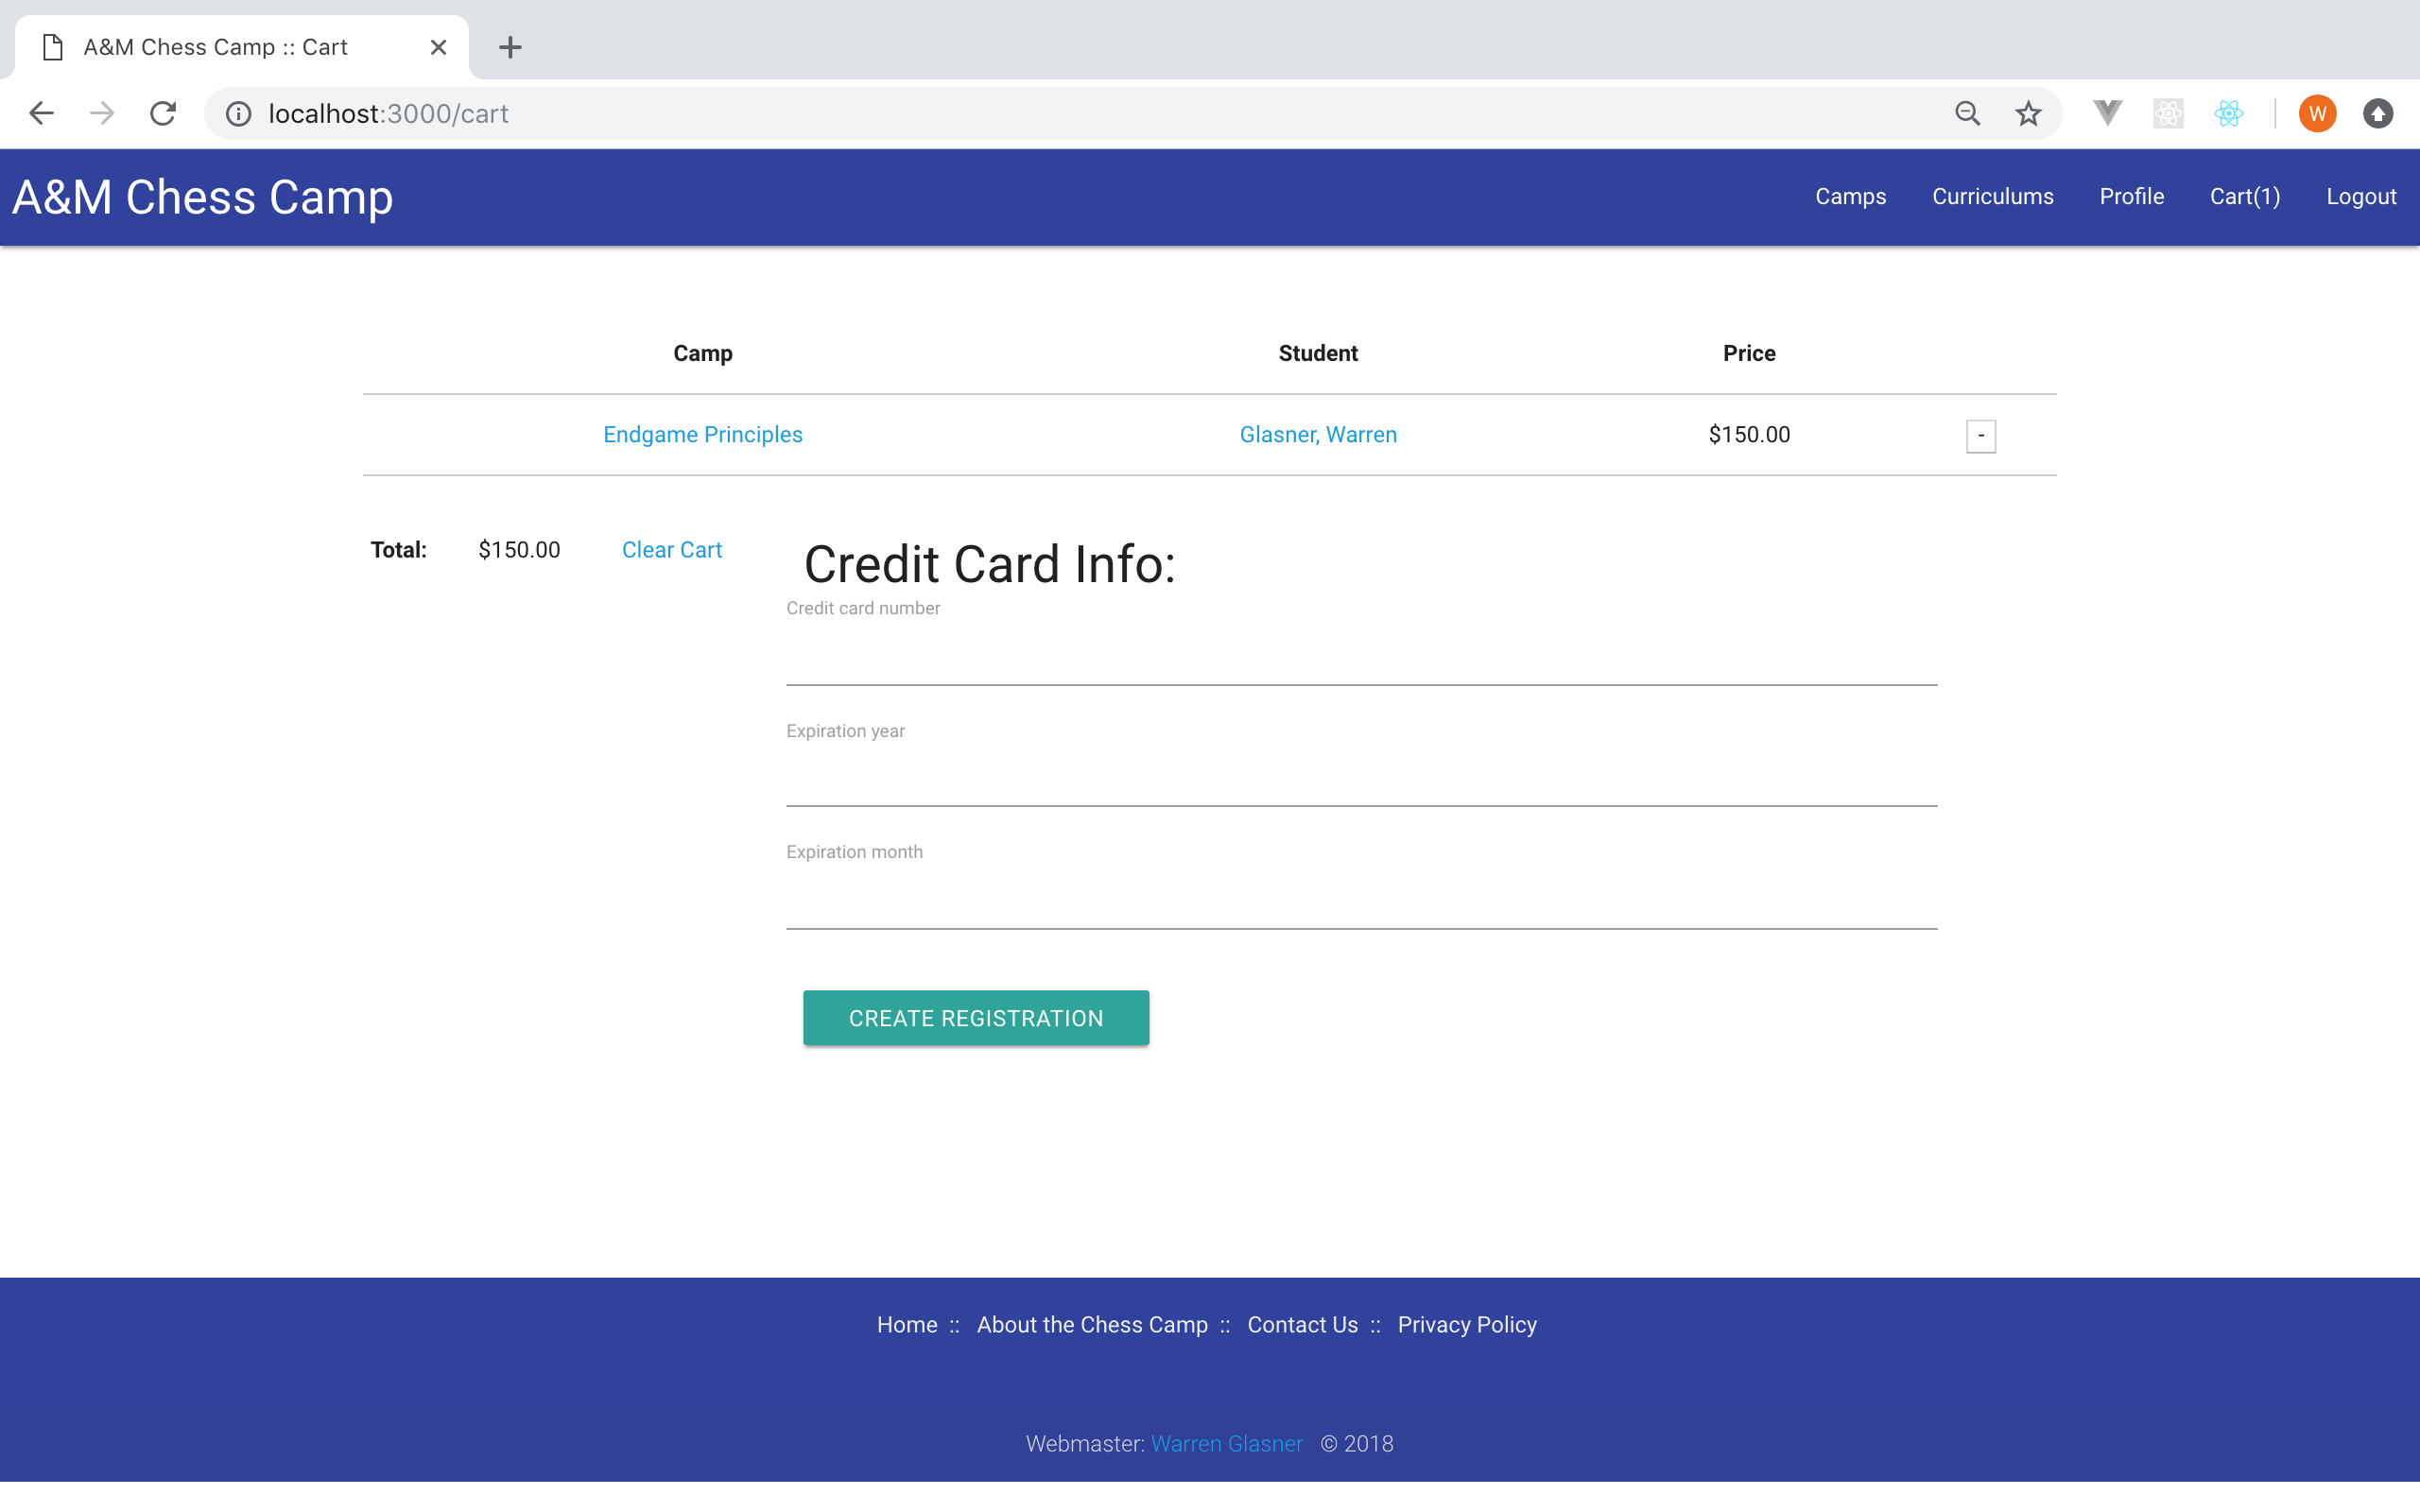 A&M Chess Camp :: Cart
localhost:3000/cart
W
A&M Chess Camp
Camps Curriculums Profile Cart(1) Logout
Camp Student Price
Endgame Principles Glasner, Warren $150.00 -
Total: $150.00 Clear Cart
Credit Card Info:
Credit card number
Expiration year
Expiration month
CREATE REGISTRATION
Home :: About the Chess Camp :: Contact Us :: Privacy Policy
Webmaster: Warren Glasner © 2018